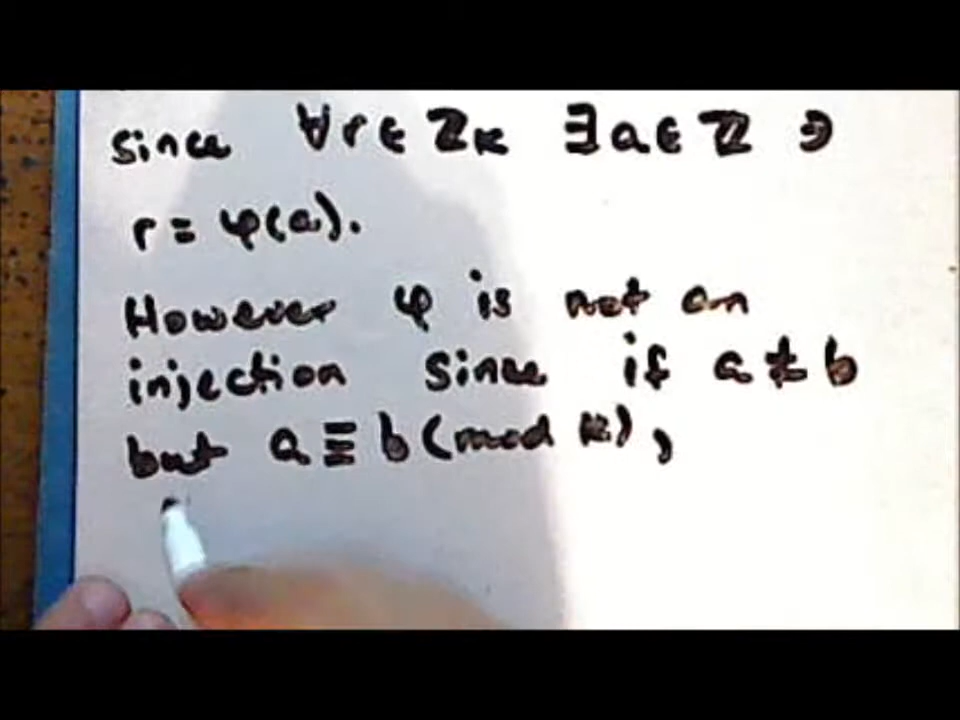 since ∀r∈ ℤk ∃a∈ ℤ ∋
r = φ(a).
However φ is not an
injection since if a ≠ b
but a ≡ b (mod k),